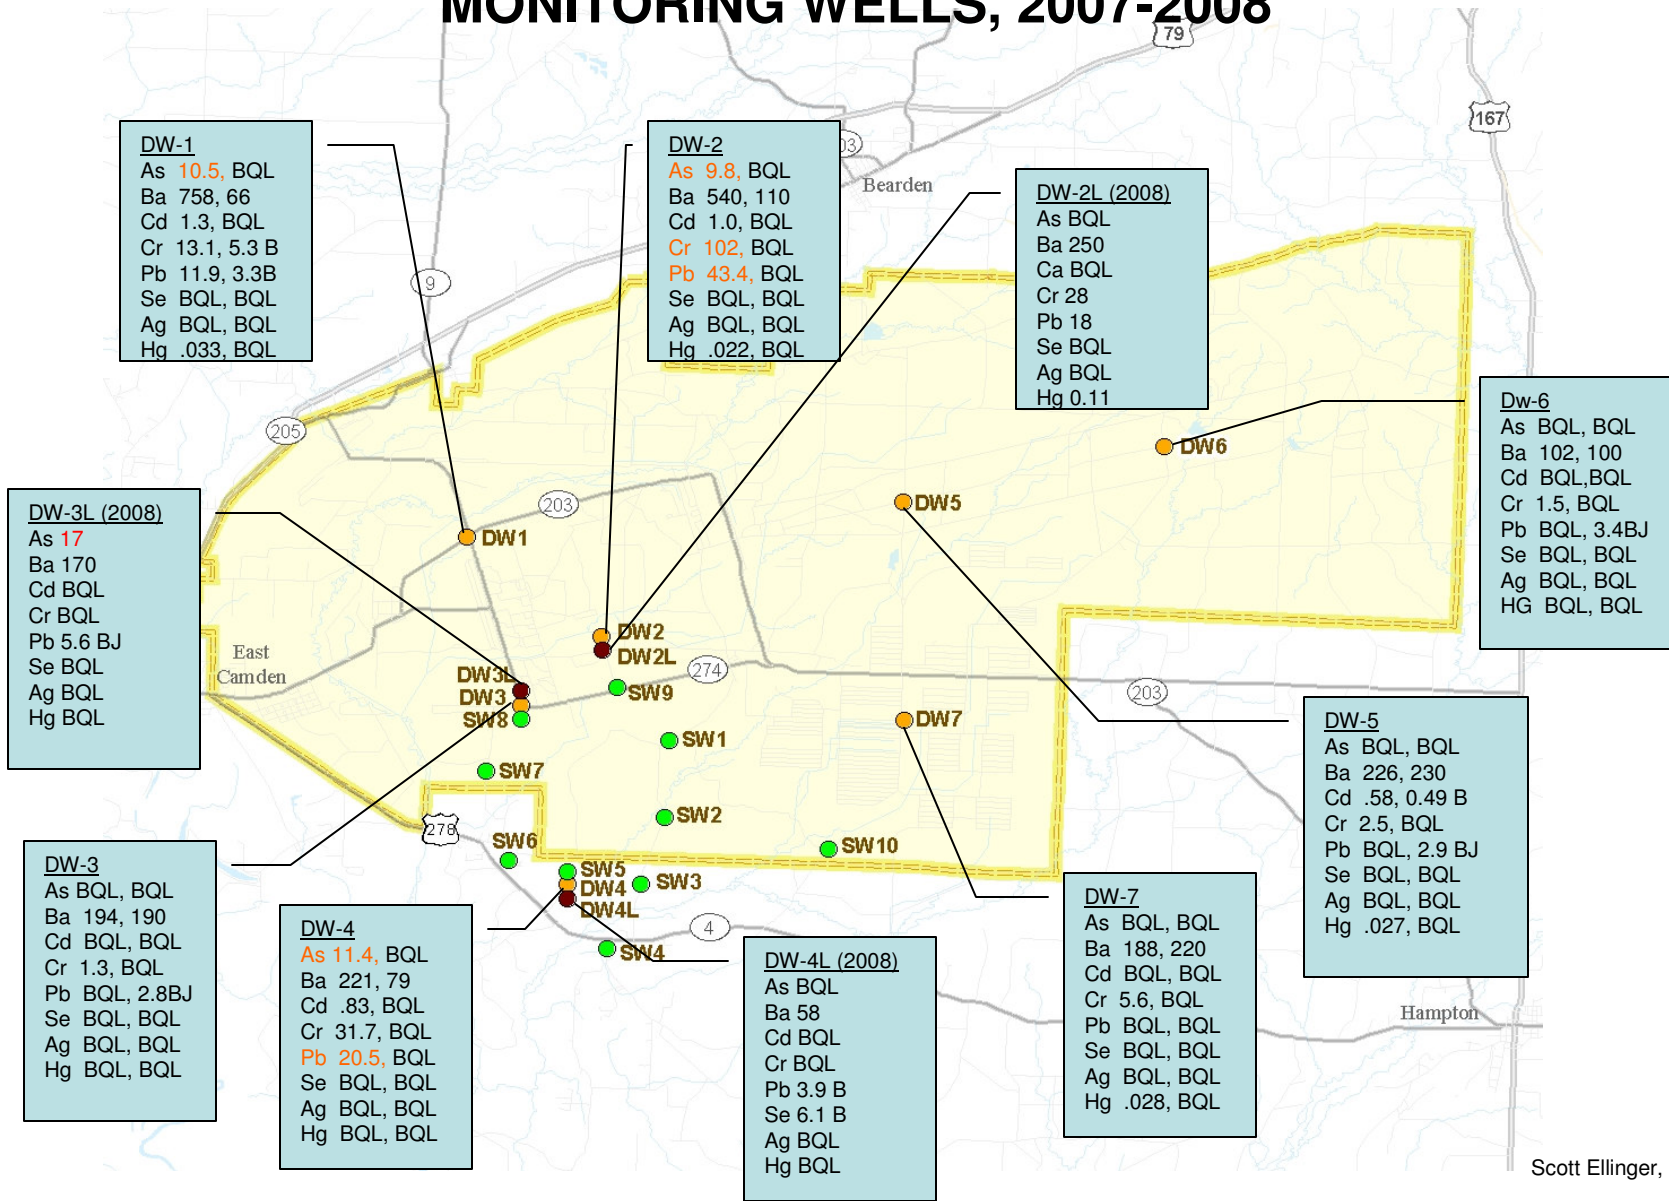 MONITORING WELLS, 2007-2008
79
167
DW-1
As 10.5, BQL
Ba 758, 66
Cd 1.3, BQL
Cr 13.1, 5.3 B
Pb 11.9, 3.3B
Se BQL, BQL
Ag BQL, BQL
Hg .033, BQL
DW-2
As 9.8, BQL
Ba 540, 110
Cd 1.0, BQL
Cr 102, BQL
Pb 43.4, BQL
Se BQL, BQL
Ag BQL, BQL
Hg .022, BQL
03
Bearden
DW-2L (2008)
As BQL
Ba 250
Ca BQL
Cr 28
Pb 18
Se BQL
Ag BQL
Hg 0.11
9
205
Dw-6
As BQL, BQL
Ba 102, 100
Cd BQL,BQL
Cr 1.5, BQL
Pb BQL, 3.4BJ
Se BQL, BQL
Ag BQL, BQL
HG BQL, BQL
DW6
DW5
203
DW1
DW-3L (2008)
As 17
Ba 170
Cd BQL
Cr BQL
Pb 5.6 BJ
Se BQL
Ag BQL
Hg BQL
East
Camden
DW2
DW2L
274
DW3L
DW3
SW8
SW9
203
DW7
SW1
SW7
SW2
278
SW6
SW10
SW5
DW4
DW4L
SW3
4
SW4
DW-5
As BQL, BQL
Ba 226, 230
Cd .58, 0.49 B
Cr 2.5, BQL
Pb BQL, 2.9 BJ
Se BQL, BQL
Ag BQL, BQL
Hg .027, BQL
DW-3
As BQL, BQL
Ba 194, 190
Cd BQL, BQL
Cr 1.3, BQL
Pb BQL, 2.8BJ
Se BQL, BQL
Ag BQL, BQL
Hg BQL, BQL
DW-4
As 11.4, BQL
Ba 221, 79
Cd .83, BQL
Cr 31.7, BQL
Pb 20.5, BQL
Se BQL, BQL
Ag BQL, BQL
Hg BQL, BQL
DW-4L (2008)
As BQL
Ba 58
Cd BQL
Cr BQL
Pb 3.9 B
Se 6.1 B
Ag BQL
Hg BQL
DW-7
As BQL, BQL
Ba 188, 220
Cd BQL, BQL
Cr 5.6, BQL
Pb BQL, BQL
Se BQL, BQL
Ag BQL, BQL
Hg .028, BQL
Hampton
Scott Ellinger,